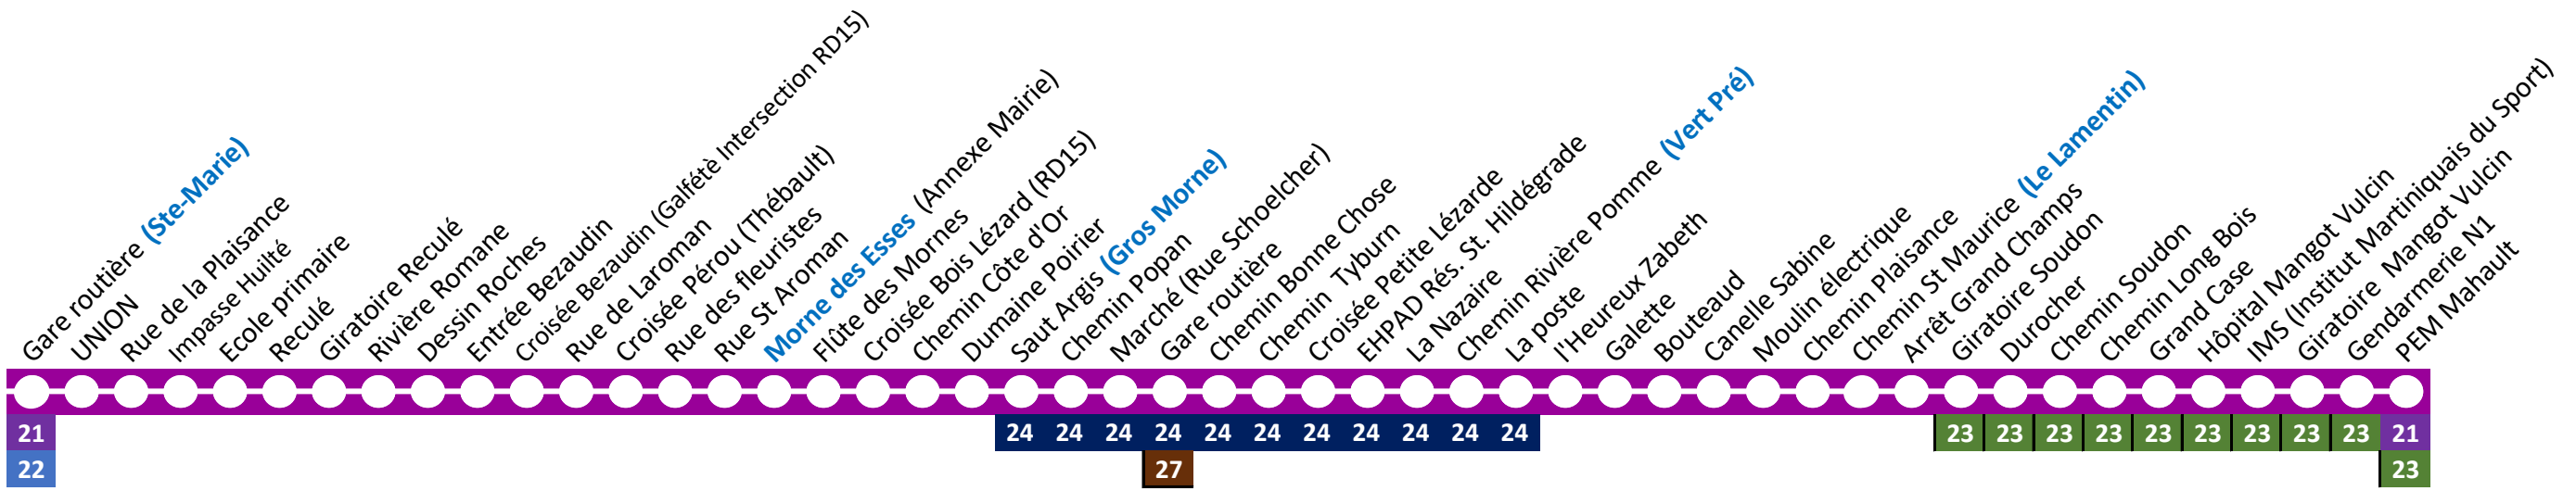 Gare routière (Ste-Marie)
UNION
Rue de la Plaisance
Impasse Huilté
Ecole primaire
Reculé
Giratoire Reculé
Rivière Romane
Dessin Roches
Entrée Bezaudin
Croisée Bezaudin (Galfétè Intersection RD15)
Rue de Laroman
Croisée Pérou (Thébault)
Rue des fleuristes
Rue St Aroman
Morne des Esses (Annexe Mairie)
Flûte des Mornes
Croisée Bois Lézard (RD15)
Chemin Côte d'Or
Dumaine Poirier
Saut Argis (Gros Morne)
Chemin Popan
Marché (Rue Schoelcher)
Gare routière
Chemin Bonne Chose
Chemin Tyburn
Croisée Petite Lézarde
EHPAD Rés. St. Hildégrade
La Nazaire
Chemin Rivière Pomme (Vert Pré)
La poste
l'Heureux Zabeth
Galette
Bouteaud
Canelle Sabine
Moulin électrique
Chemin Plaisance
Chemin St Maurice (Le Lamentin)
Arrêt Grand Champs
Giratoire Soudon
Durocher
Chemin Soudon
Chemin Long Bois
Grand Case
Hôpital Mangot Vulcin
IMS (Institut Martiniquais du Sport)
Giratoire Mangot Vulcin
Gendarmerie N1
PEM Mahault
21 24 24 24 24 24 24 24 24 24 24 24 23 23 23 23 23 23 23 23 23 21
22 27 23